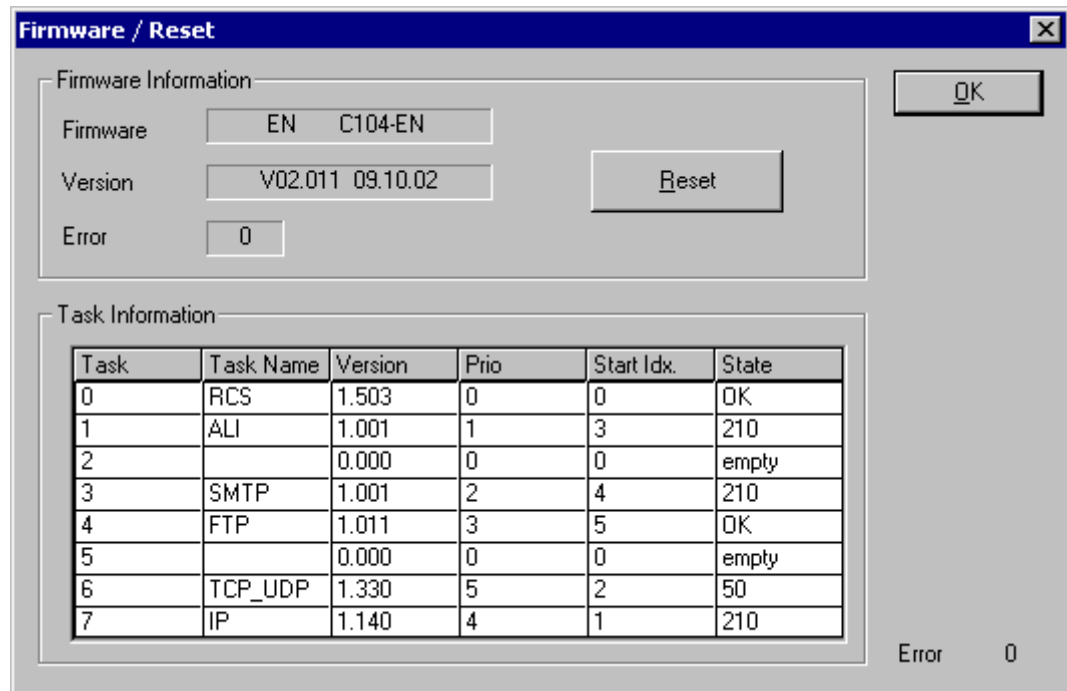 Firmware / Reset
Firmware Information
OK
Firmware EN C104-EN
Version V02.011 09.10.02
Reset
Error 0
Task Information
Task Task Name Version Prio Start Idx. State
0 RCS 1.503 0 0 OK
1 ALI 1.001 1 3 210
2 0.000 0 0 empty
3 SMTP 1.001 2 4 210
4 FTP 1.011 3 5 OK
5 0.000 0 0 empty
6 TCP_UDP 1.330 5 2 50
7 IP 1.140 4 1 210
Error 0